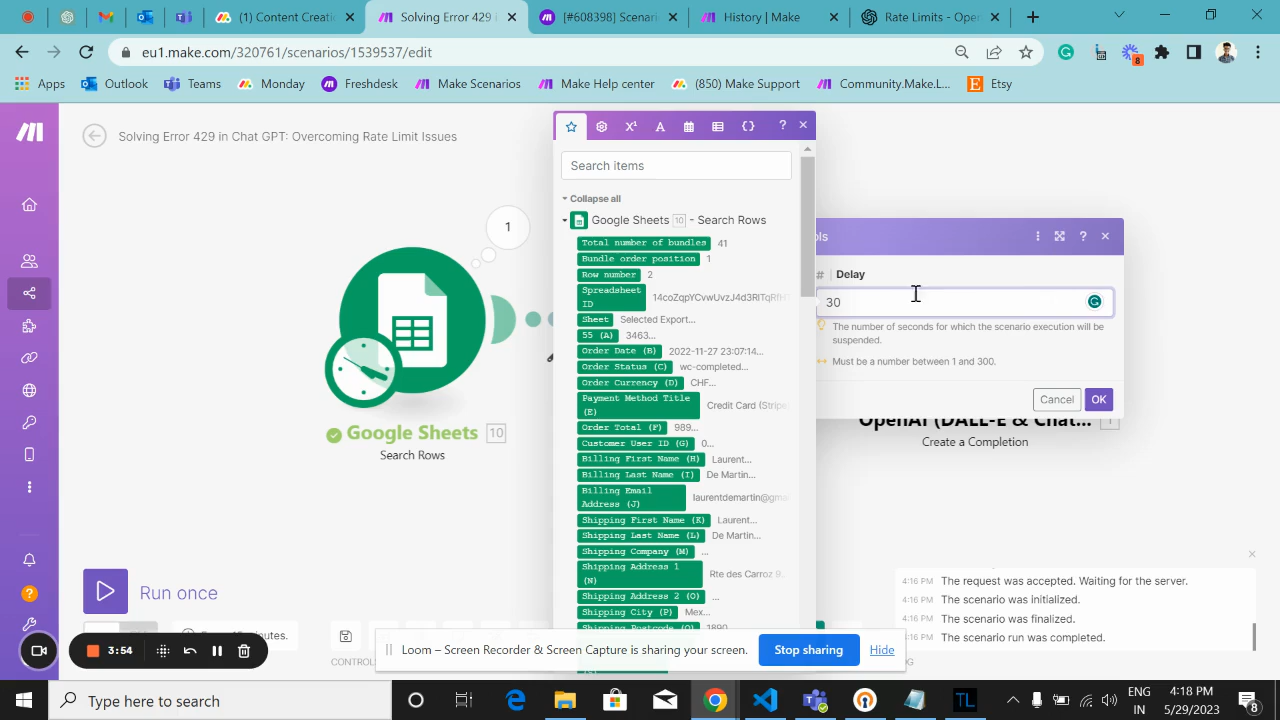 (1) Content Creati
Solving Error 429 i
[#608398] Scenari
History | Make
Rate Limits - Open
eu1.make.com/320761/scenarios/1539537/edit
8
Apps
Outlook
Teams
Monday
Freshdesk
Make Scenarios
Make Help center
(850) Make Support
Community.Make.L...
Etsy
Solving Error 429 in Chat GPT: Overcoming Rate Limit Issues
Search items
Collapse all
Google Sheets 10 - Search Rows
Total number of bundles 41
Bundle order position 1
Row number 2
Spreadsheet
ID
Sheet Selected Export...
55 (A) 3463...
Order Date (B) 2022-11-27 23:07:14...
Order Status (C) wc-completed...
Order Currency (D) CHF...
Payment Method Title
(E) Credit Card (Stripe
Order Total (F) 989...
Customer User ID (G) 0...
Billing First Name (H) Laurent...
Billing Last Name (I) De Martin...
Billing Email
Address (J) laurentdemartin@gma
Shipping First Name (K) Laurent...
Shipping Last Name (L) De Martin...
Shipping Company (M) ...
Shipping Address 1
(N) Rte des Carroz 9...
Shipping Address 2 (O) ...
Shipping City (P) Mex...
Shipping Postcode (Q) 1890
1
Google Sheets 10
Search Rows
ols
# Delay
30
The number of seconds for which the scenario execution will be
suspended.
Must be a number between 1 and 300.
Cancel
OK
OpenAI (DALL-E & Chat...
Create a Completion
Run once
4:16 PM The request was accepted. Waiting for the server.
4:16 PM The scenario was initialized.
4:16 PM The scenario was finalized.
4:16 PM The scenario run was completed.
3:54
Loom – Screen Recorder & Screen Capture is sharing your screen.
Stop sharing
Hide
Type here to search
ENG
IN
4:18 PM
5/29/2023
8